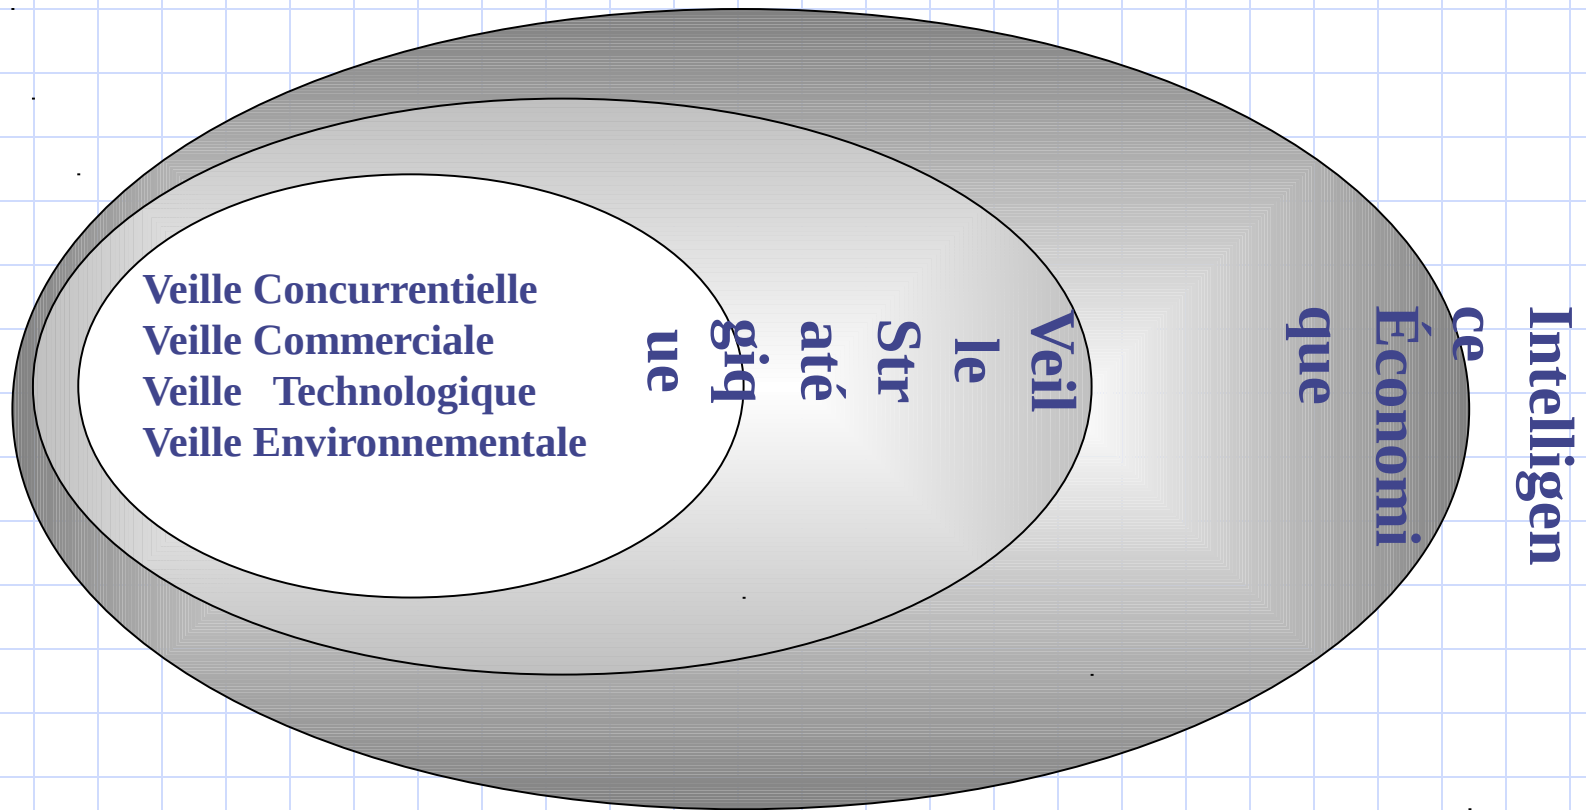 Veille Concurrentielle
Veille Commerciale
Veille Technologique
Veille Environnementale
Veil
le
Str
até
giq
ue
Intelligen
ce
Économi
que